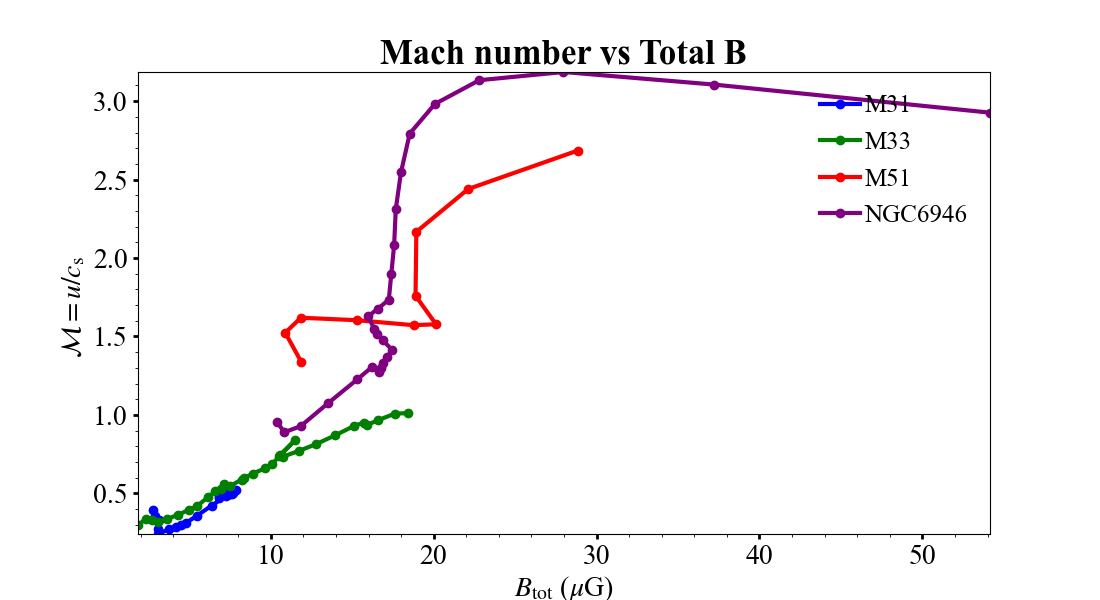 Mach number vs Total B
3.0
2.5
2.0
1.5
1.0
0.5
ℳ = u/c_s
M31
M33
M51
NGC6946
10
20
30
40
50
B_tot (μG)